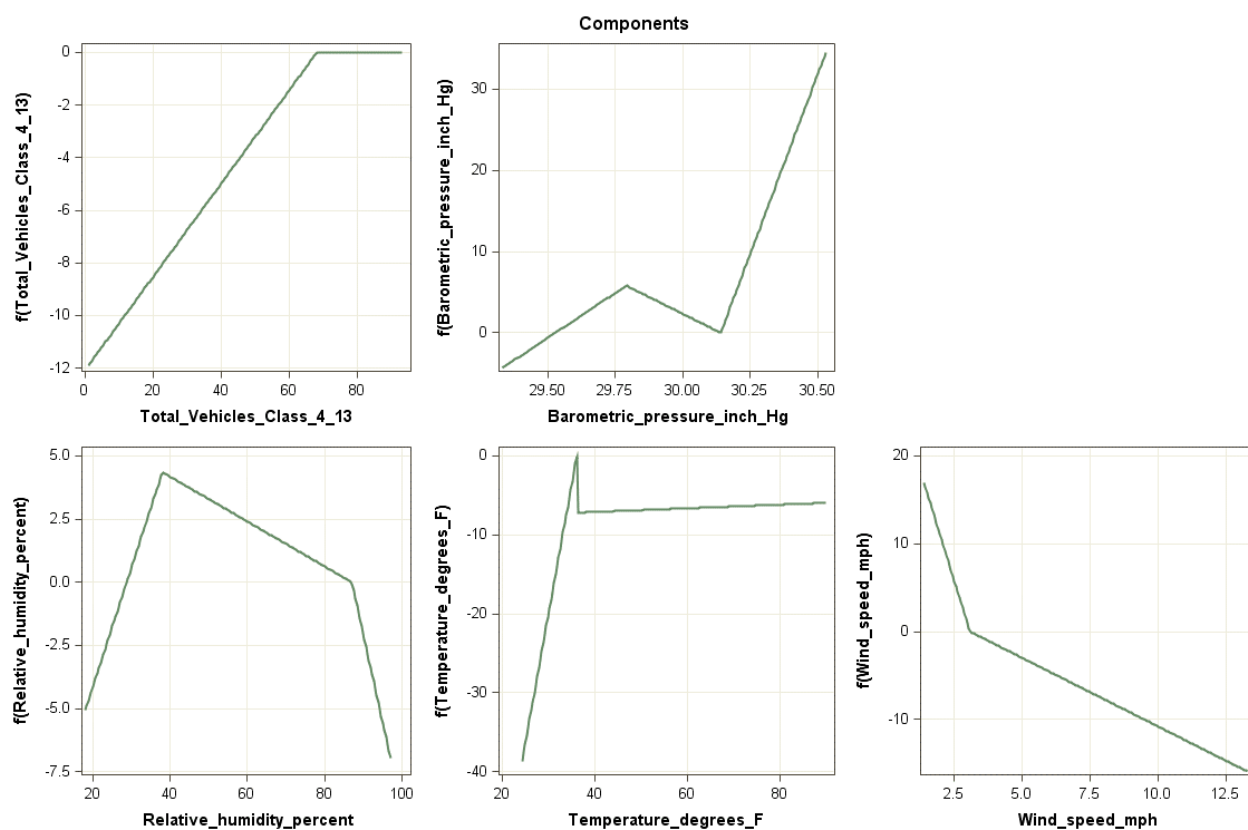 Components
f(Total_Vehicles_Class_4_13)
0
-2
-4
-6
-8
-10
-12
0 20 40 60 80
Total_Vehicles_Class_4_13
f(Barometric_pressure_inch_Hg)
30
20
10
0
29.50 29.75 30.00 30.25 30.50
Barometric_pressure_inch_Hg
f(Relative_humidity_percent)
5.0
2.5
0.0
-2.5
-5.0
-7.5
20 40 60 80 100
Relative_humidity_percent
f(Temperature_degrees_F)
0
-10
-20
-30
-40
20 40 60 80
Temperature_degrees_F
f(Wind_speed_mph)
20
10
0
-10
2.5 5.0 7.5 10.0 12.5
Wind_speed_mph